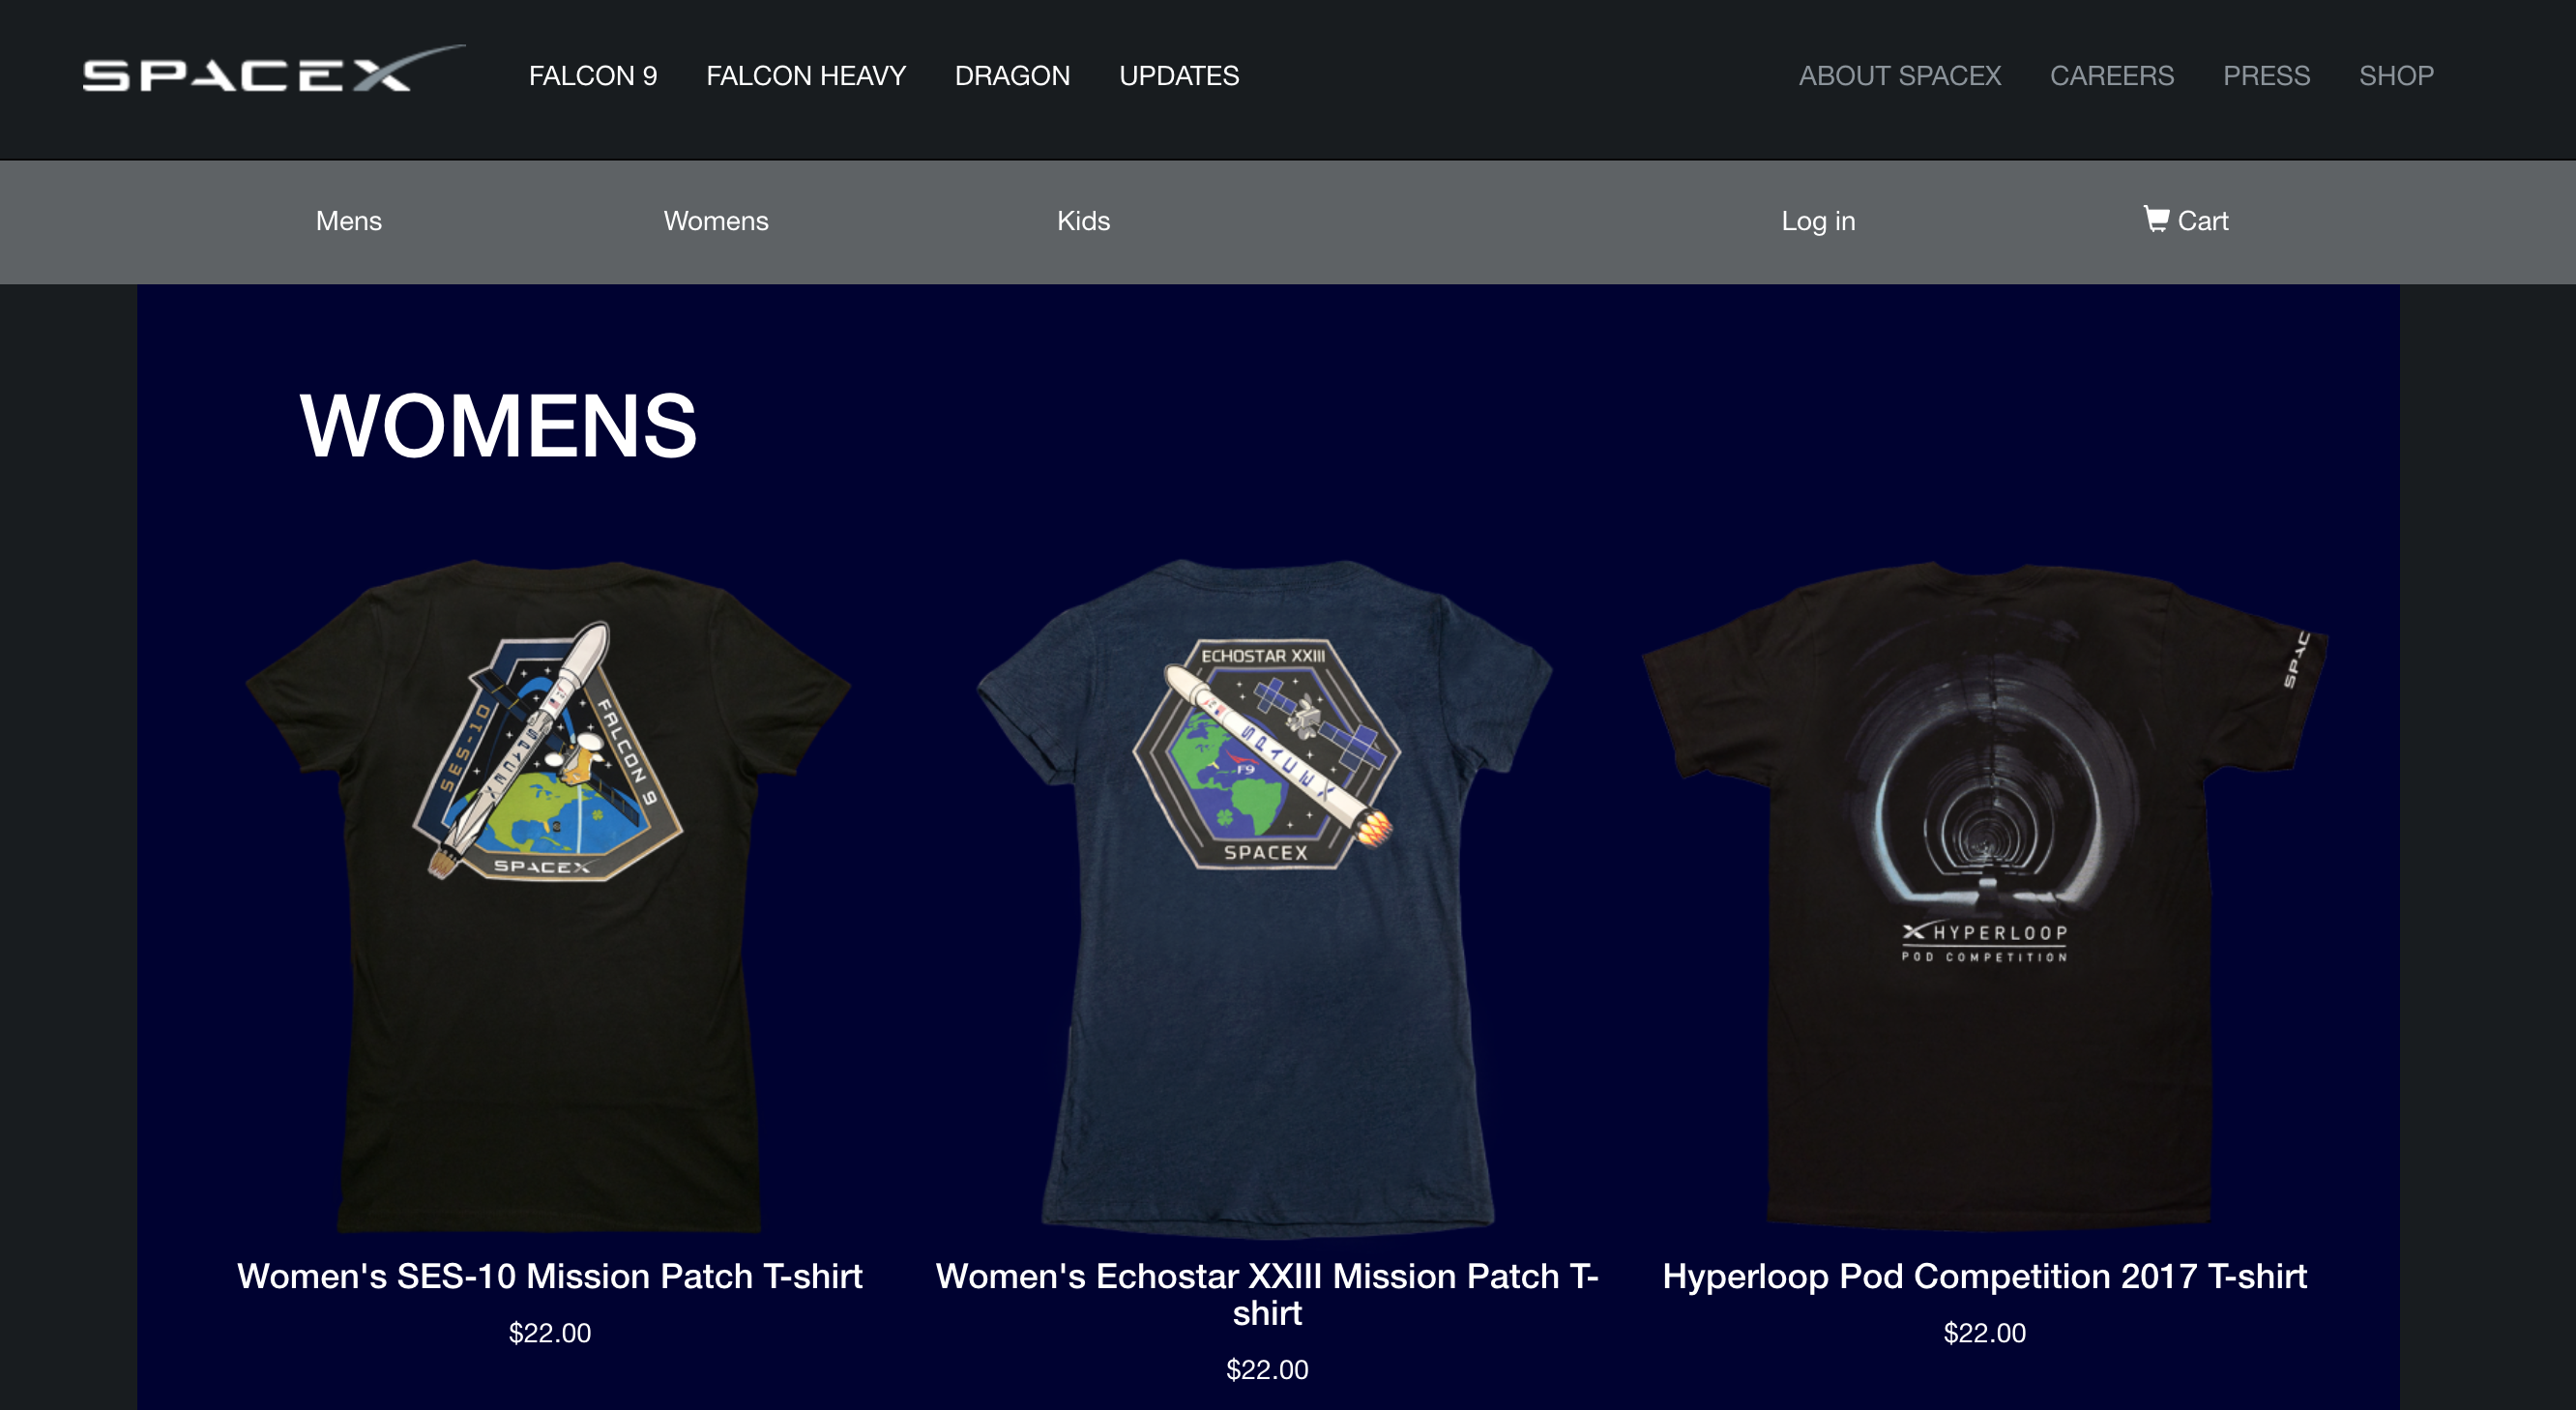 SPACEX
FALCON 9 FALCON HEAVY DRAGON UPDATES
ABOUT SPACEX CAREERS PRESS SHOP
Mens Womens Kids Log in Cart
WOMENS
SES-10
FALCON 9
SPACEX
SPACEX
ECHOSTAR XXIII
SPACEX
F9
SPACEX
SPAC
X HYPERLOOP
POD COMPETITION
Women's SES-10 Mission Patch T-shirt
$22.00
Women's Echostar XXIII Mission Patch T-
shirt
$22.00
Hyperloop Pod Competition 2017 T-shirt
$22.00